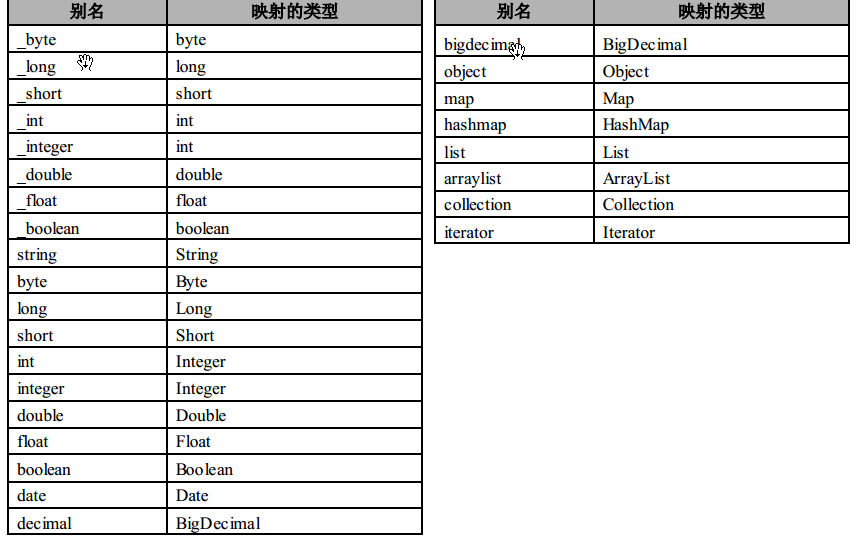 别名 映射的类型
_byte byte
_long long
_short short
_int int
_integer int
_double double
_float float
_boolean boolean
string String
byte Byte
long Long
short Short
int Integer
integer Integer
double Double
float Float
boolean Boolean
date Date
decimal BigDecimal
别名 映射的类型
bigdecimal BigDecimal
object Object
map Map
hashmap HashMap
list List
arraylist ArrayList
collection Collection
iterator Iterator